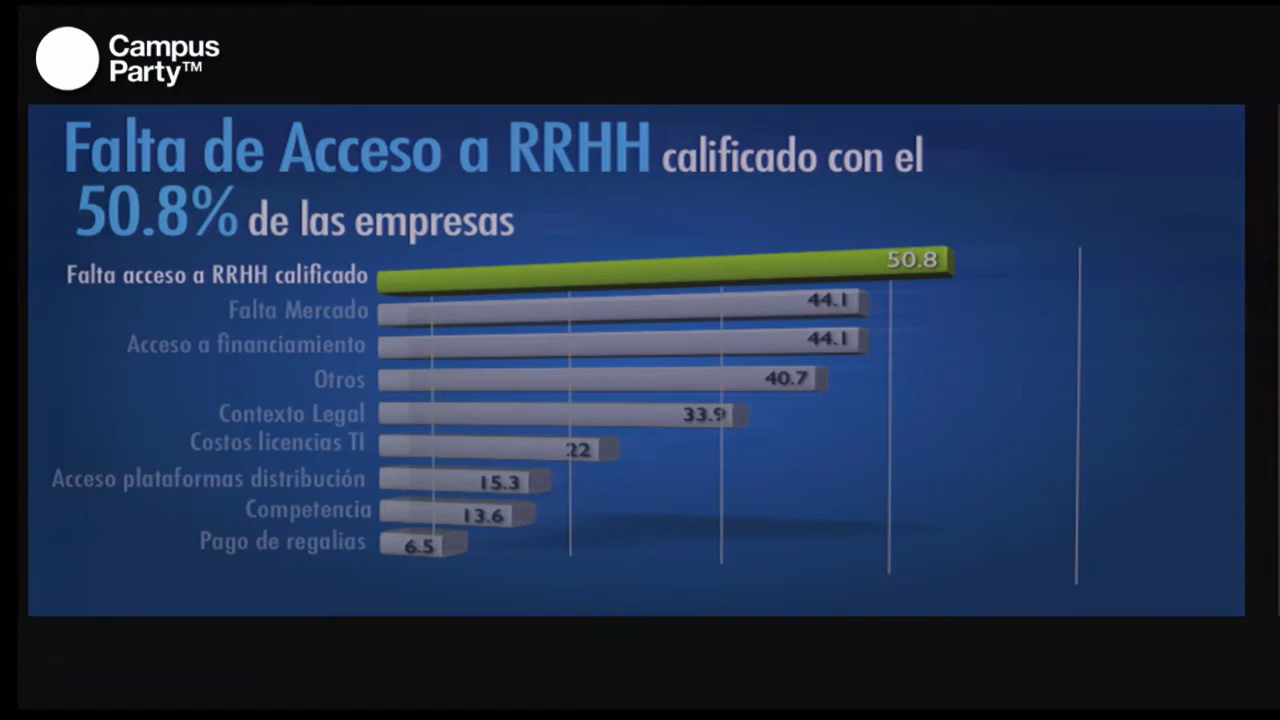 Campus
Party™
Falta de Acceso a RRHH calificado con el
50.8% de las empresas
Falta acceso a RRHH calificado 50.8
Falta Mercado 44.1
Acceso a financiamiento 44.1
Otros 40.7
Contexto Legal 33.9
Costos licencias TI 22
Acceso plataformas distribución 15.3
Competencia 13.6
Pago de regalias 6.5